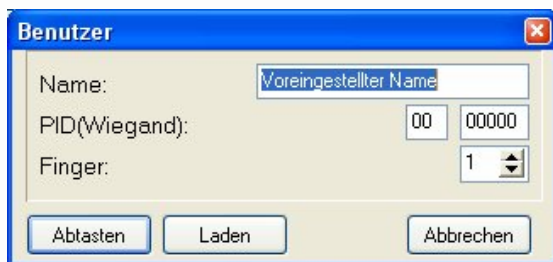 Benutzer
Name: Voreingestellter Name
PID(Wiegand): 00 00000
Finger: 1
Abtasten Laden Abbrechen